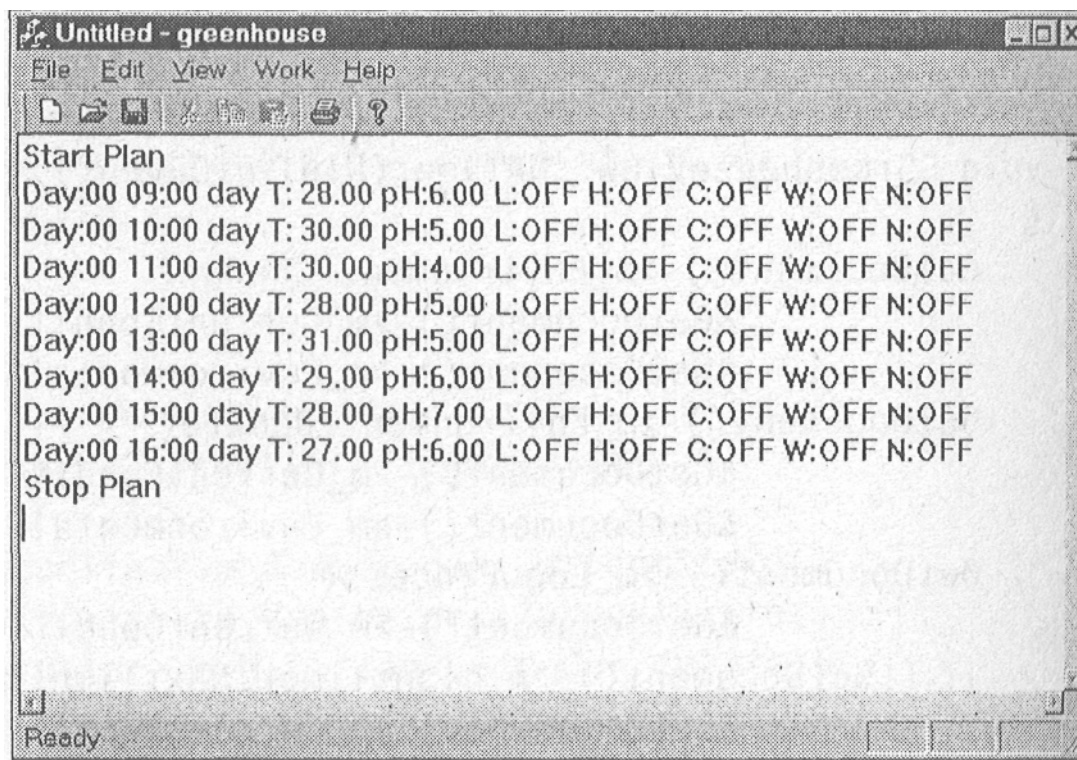 Untitled - greenhouse
File Edit View Work Help
Start Plan
Day:00 09:00 day T: 28.00 pH:6.00 L:OFF H:OFF C:OFF W:OFF N:OFF
Day:00 10:00 day T: 30.00 pH:5.00 L:OFF H:OFF C:OFF W:OFF N:OFF
Day:00 11:00 day T: 30.00 pH:4.00 L:OFF H:OFF C:OFF W:OFF N:OFF
Day:00 12:00 day T: 28.00 pH:5.00 L:OFF H:OFF C:OFF W:OFF N:OFF
Day:00 13:00 day T: 31.00 pH:5.00 L:OFF H:OFF C:OFF W:OFF N:OFF
Day:00 14:00 day T: 29.00 pH:6.00 L:OFF H:OFF C:OFF W:OFF N:OFF
Day:00 15:00 day T: 28.00 pH:7.00 L:OFF H:OFF C:OFF W:OFF N:OFF
Day:00 16:00 day T: 27.00 pH:6.00 L:OFF H:OFF C:OFF W:OFF N:OFF
Stop Plan
Ready